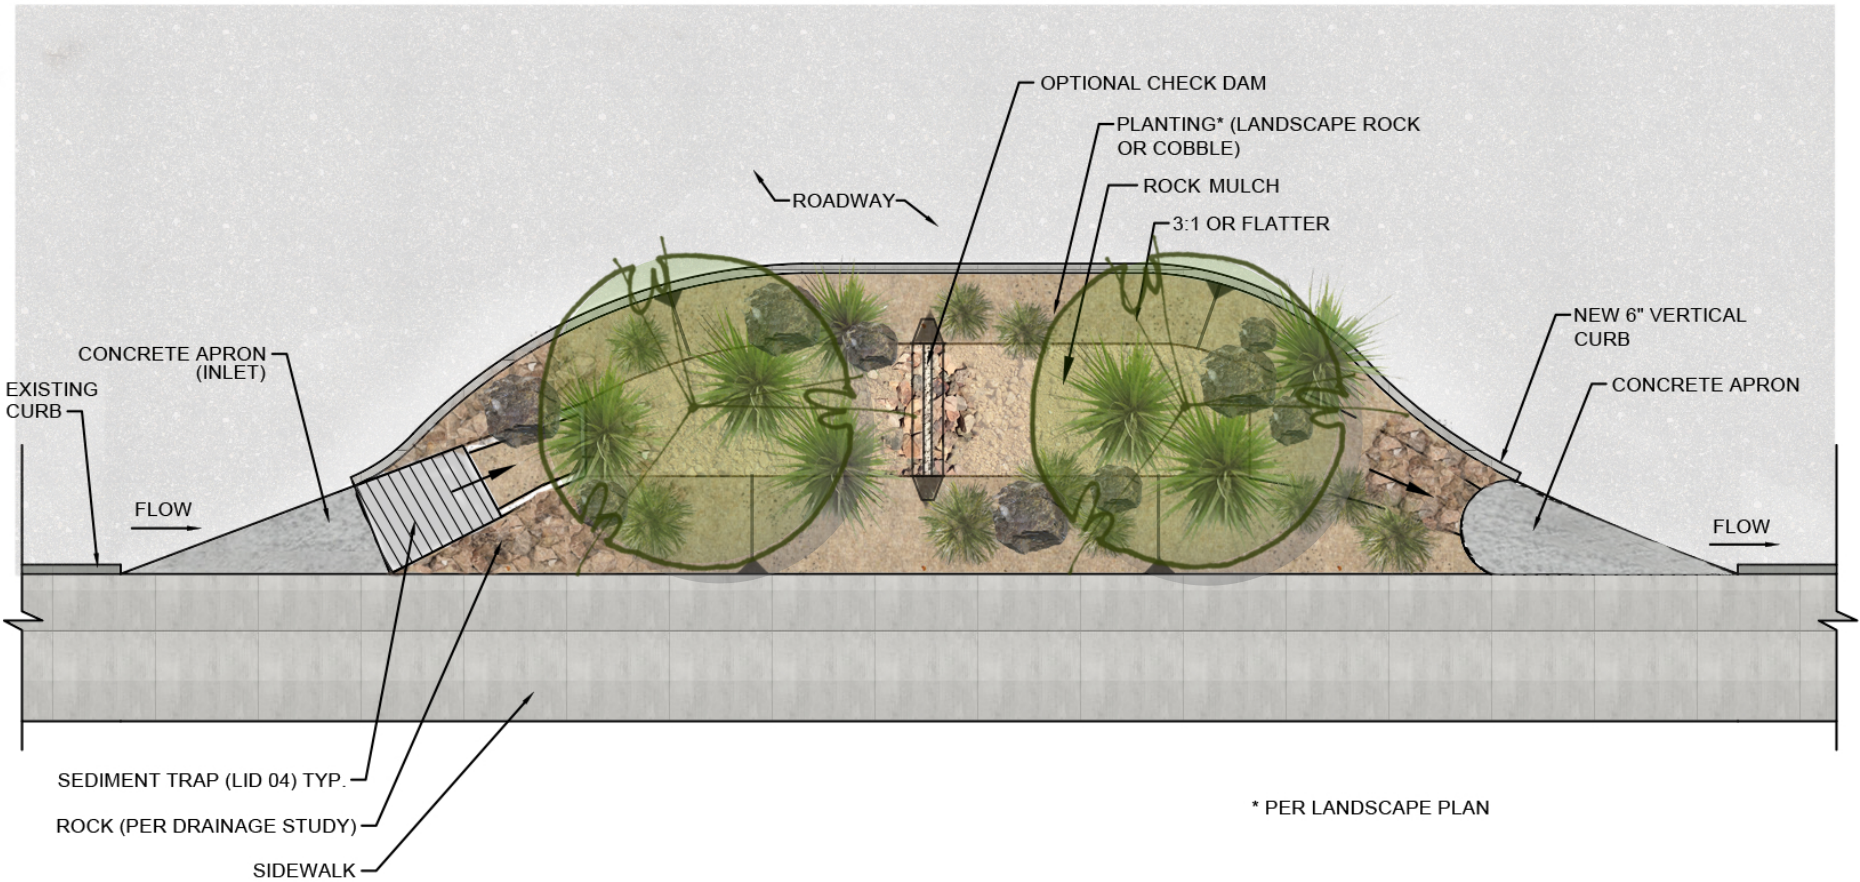 OPTIONAL CHECK DAM
PLANTING* (LANDSCAPE ROCK
OR COBBLE)
ROCK MULCH
ROADWAY
3:1 OR FLATTER
NEW 6" VERTICAL
CURB
CONCRETE APRON
(INLET)
CONCRETE APRON
EXISTING
CURB
FLOW
FLOW
SEDIMENT TRAP (LID 04) TYP.
* PER LANDSCAPE PLAN
ROCK (PER DRAINAGE STUDY)
SIDEWALK